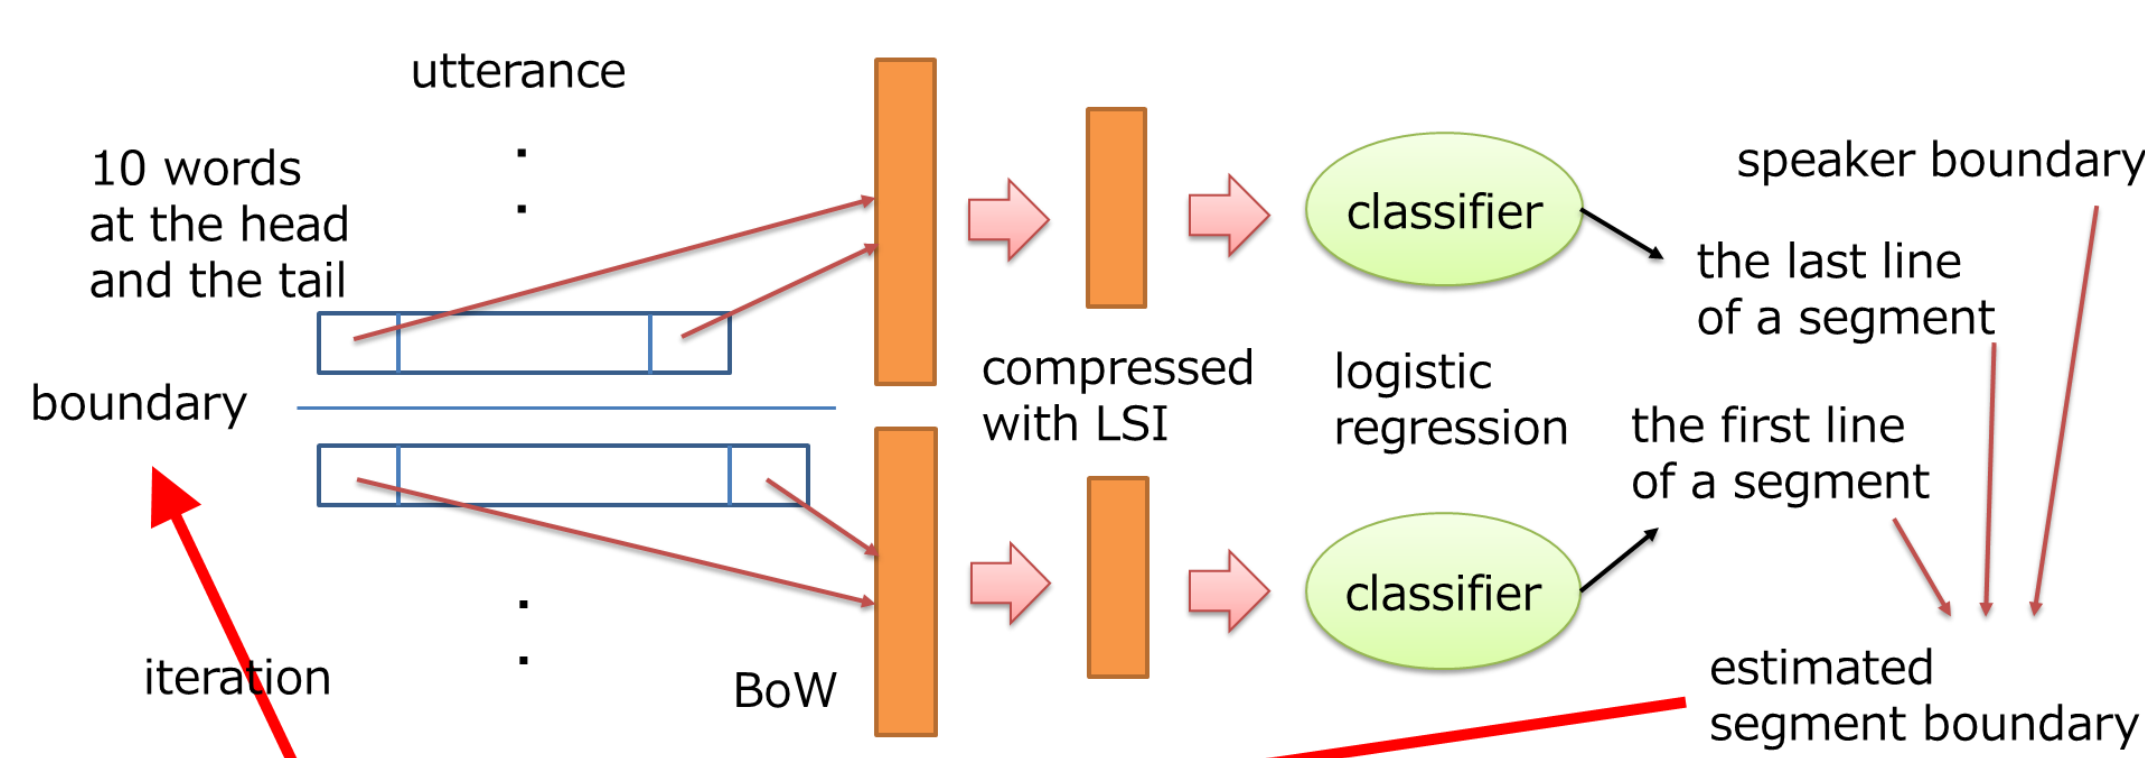 utterance
10 words
at the head
and the tail
boundary
iteration
BoW
compressed
with LSI
classifier
logistic
regression
classifier
speaker boundary
the last line
of a segment
the first line
of a segment
estimated
segment boundary